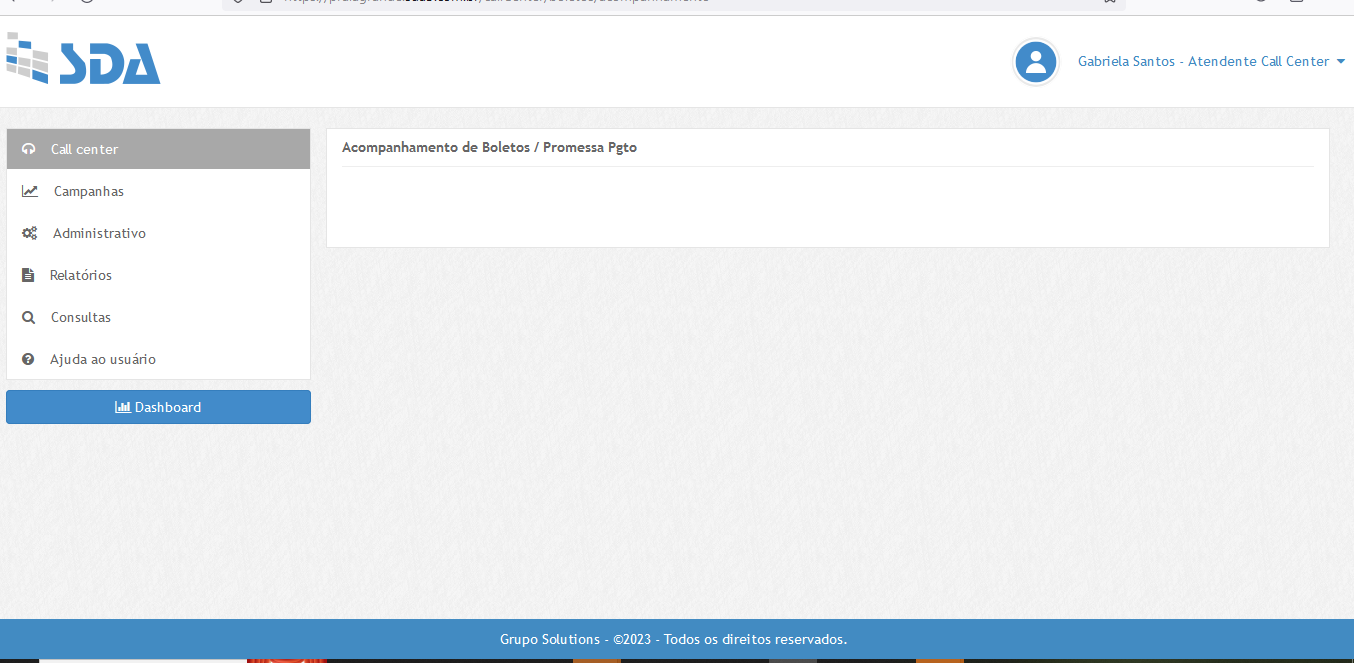 SDA
Gabriela Santos - Atendente Call Center
Call center
Campanhas
Administrativo
Relatórios
Consultas
Ajuda ao usuário
Dashboard
Acompanhamento de Boletos / Promessa Pgto
Grupo Solutions - ©2023 - Todos os direitos reservados.